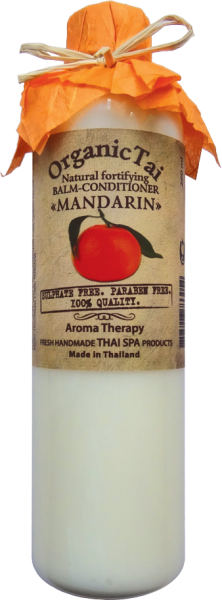 OrganicTai
Natural fortifying
BALM-CONDITIONER
«MANDARIN»
SULPHATE FREE. PARABEN FREE.
100% QUALITY.
Aroma Therapy
FRESH HANDMADE THAI SPA PRODUCTS
Made in Thailand